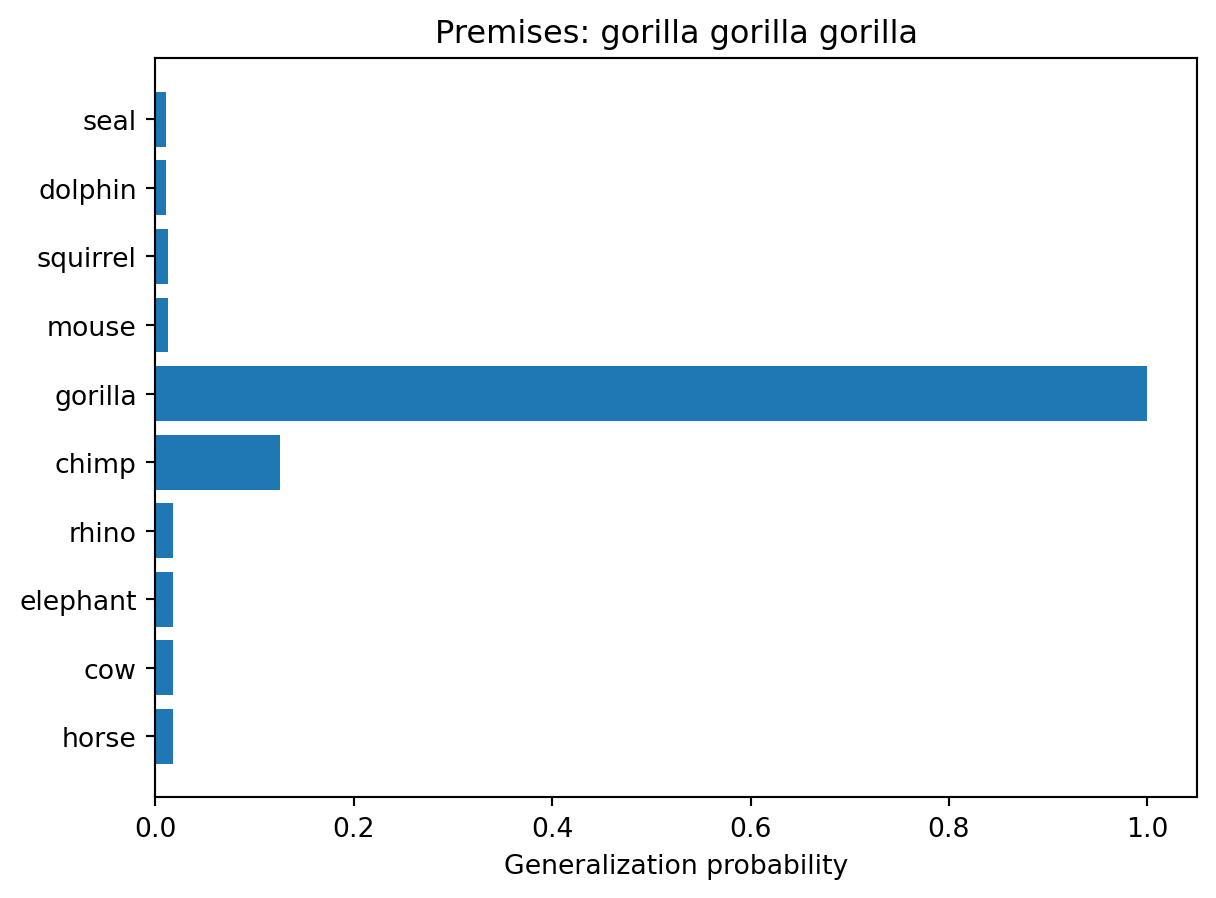 Premises: gorilla gorilla gorilla
seal
dolphin
squirrel
mouse
gorilla
chimp
rhino
elephant
cow
horse
0.0 0.2 0.4 0.6 0.8 1.0
Generalization probability